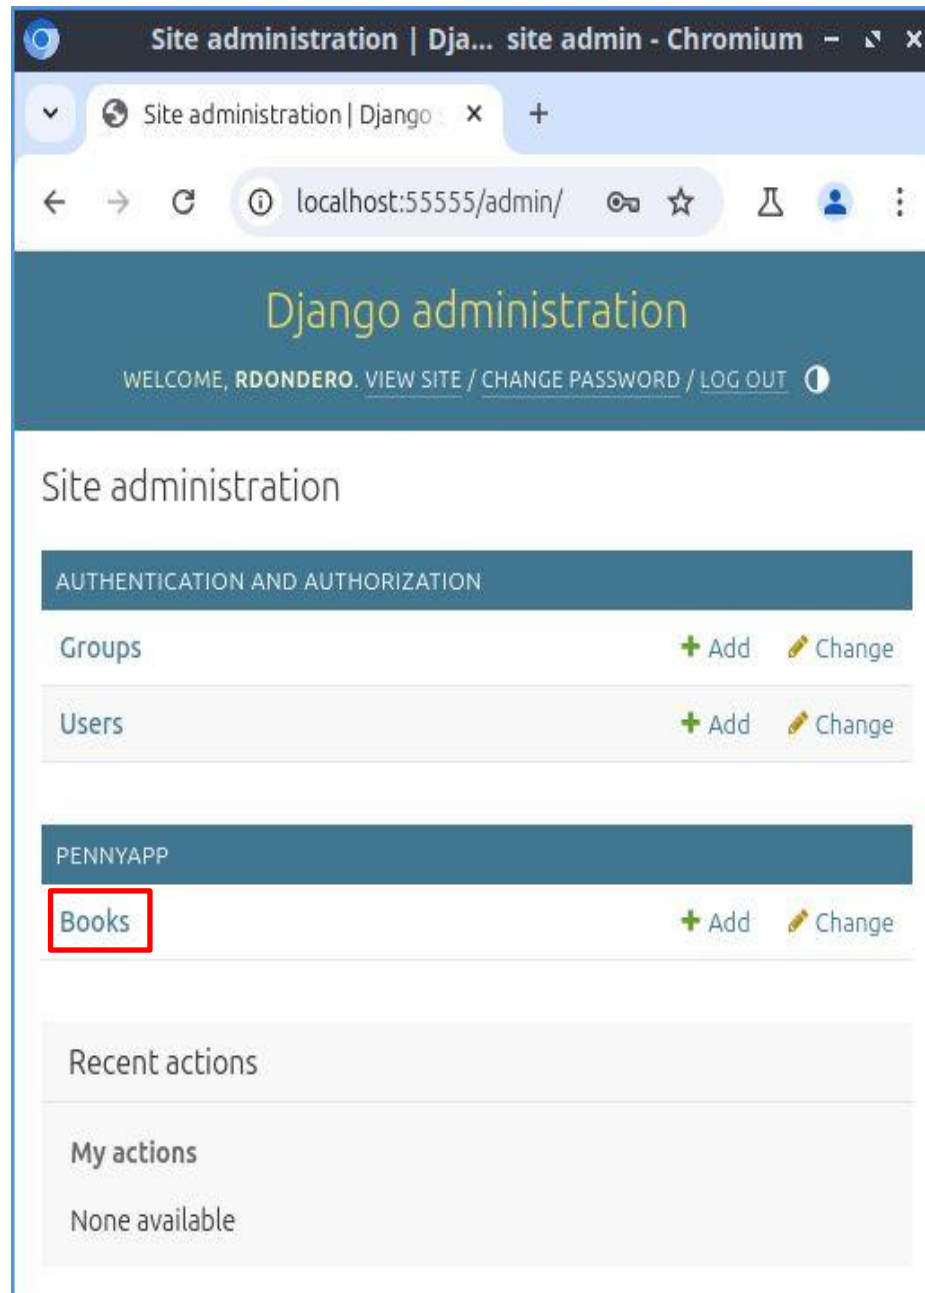 Site administration | Dja... site admin - Chromium
Site administration | Django
localhost:55555/admin/
Django administration
WELCOME, RDONDERO. VIEW SITE / CHANGE PASSWORD / LOG OUT
Site administration
AUTHENTICATION AND AUTHORIZATION
Groups + Add Change
Users + Add Change
PENNYAPP
Books + Add Change
Recent actions
My actions
None available